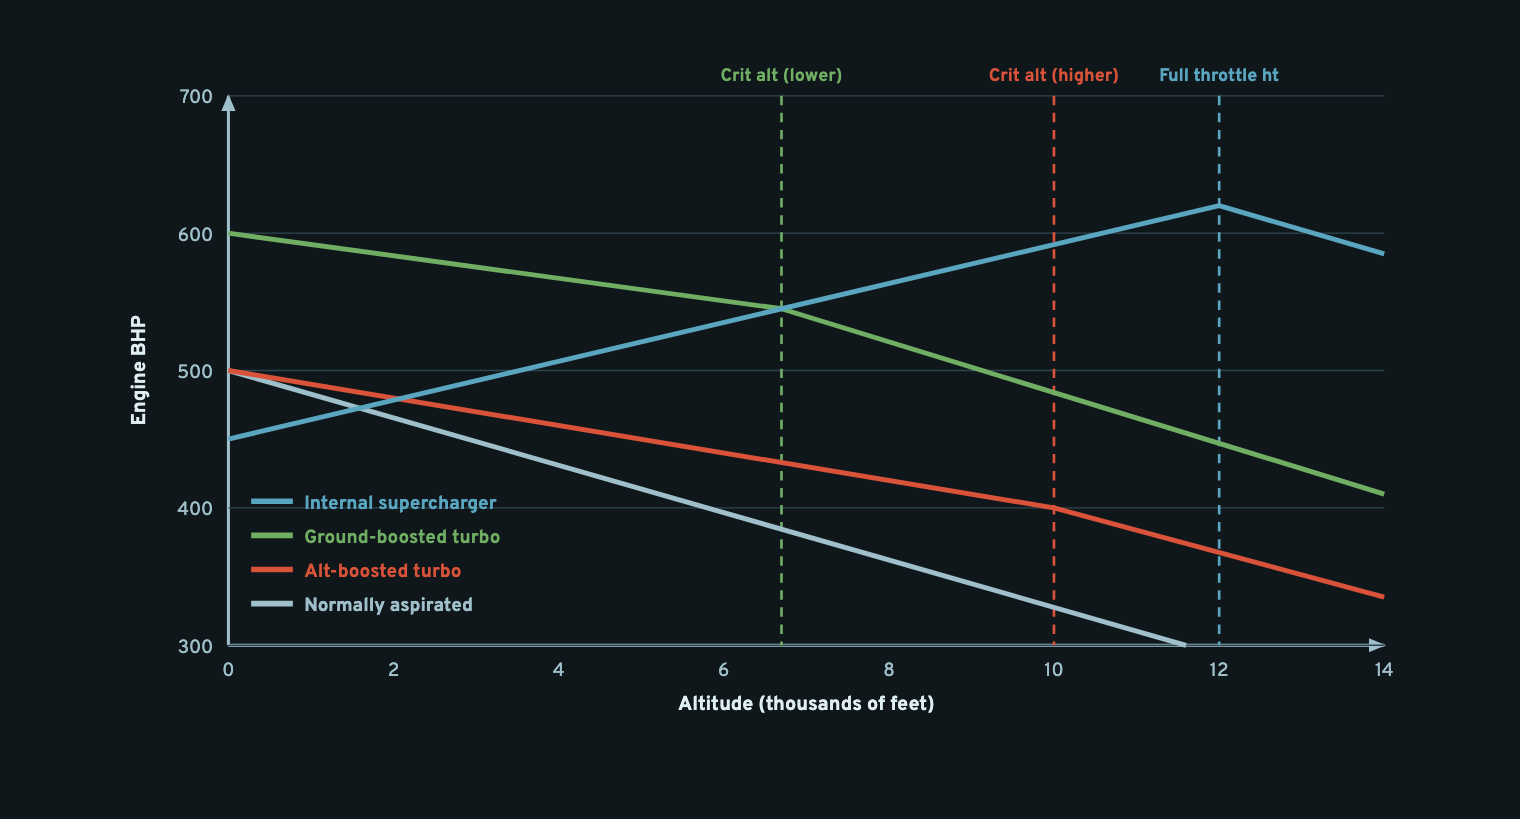 Crit alt (lower)
Crit alt (higher)
Full throttle ht
700
600
500
400
300
Engine BHP
Internal supercharger
Ground-boosted turbo
Alt-boosted turbo
Normally aspirated
0
2
4
6
8
10
12
14
Altitude (thousands of feet)